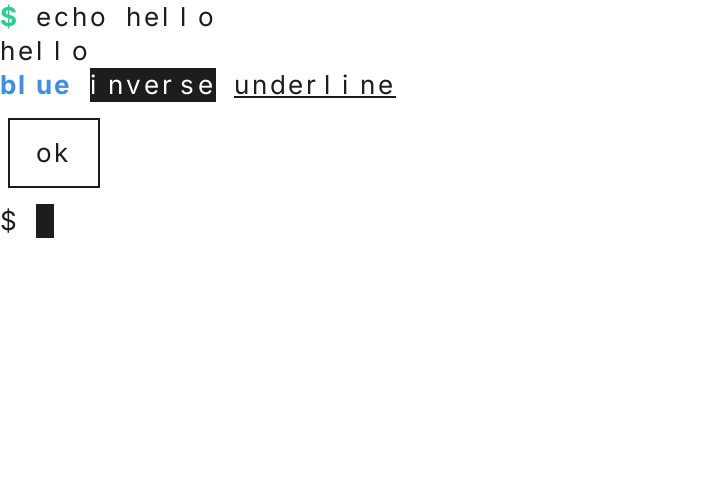 $ echo hello
hello
blue inverse underline
ok
$